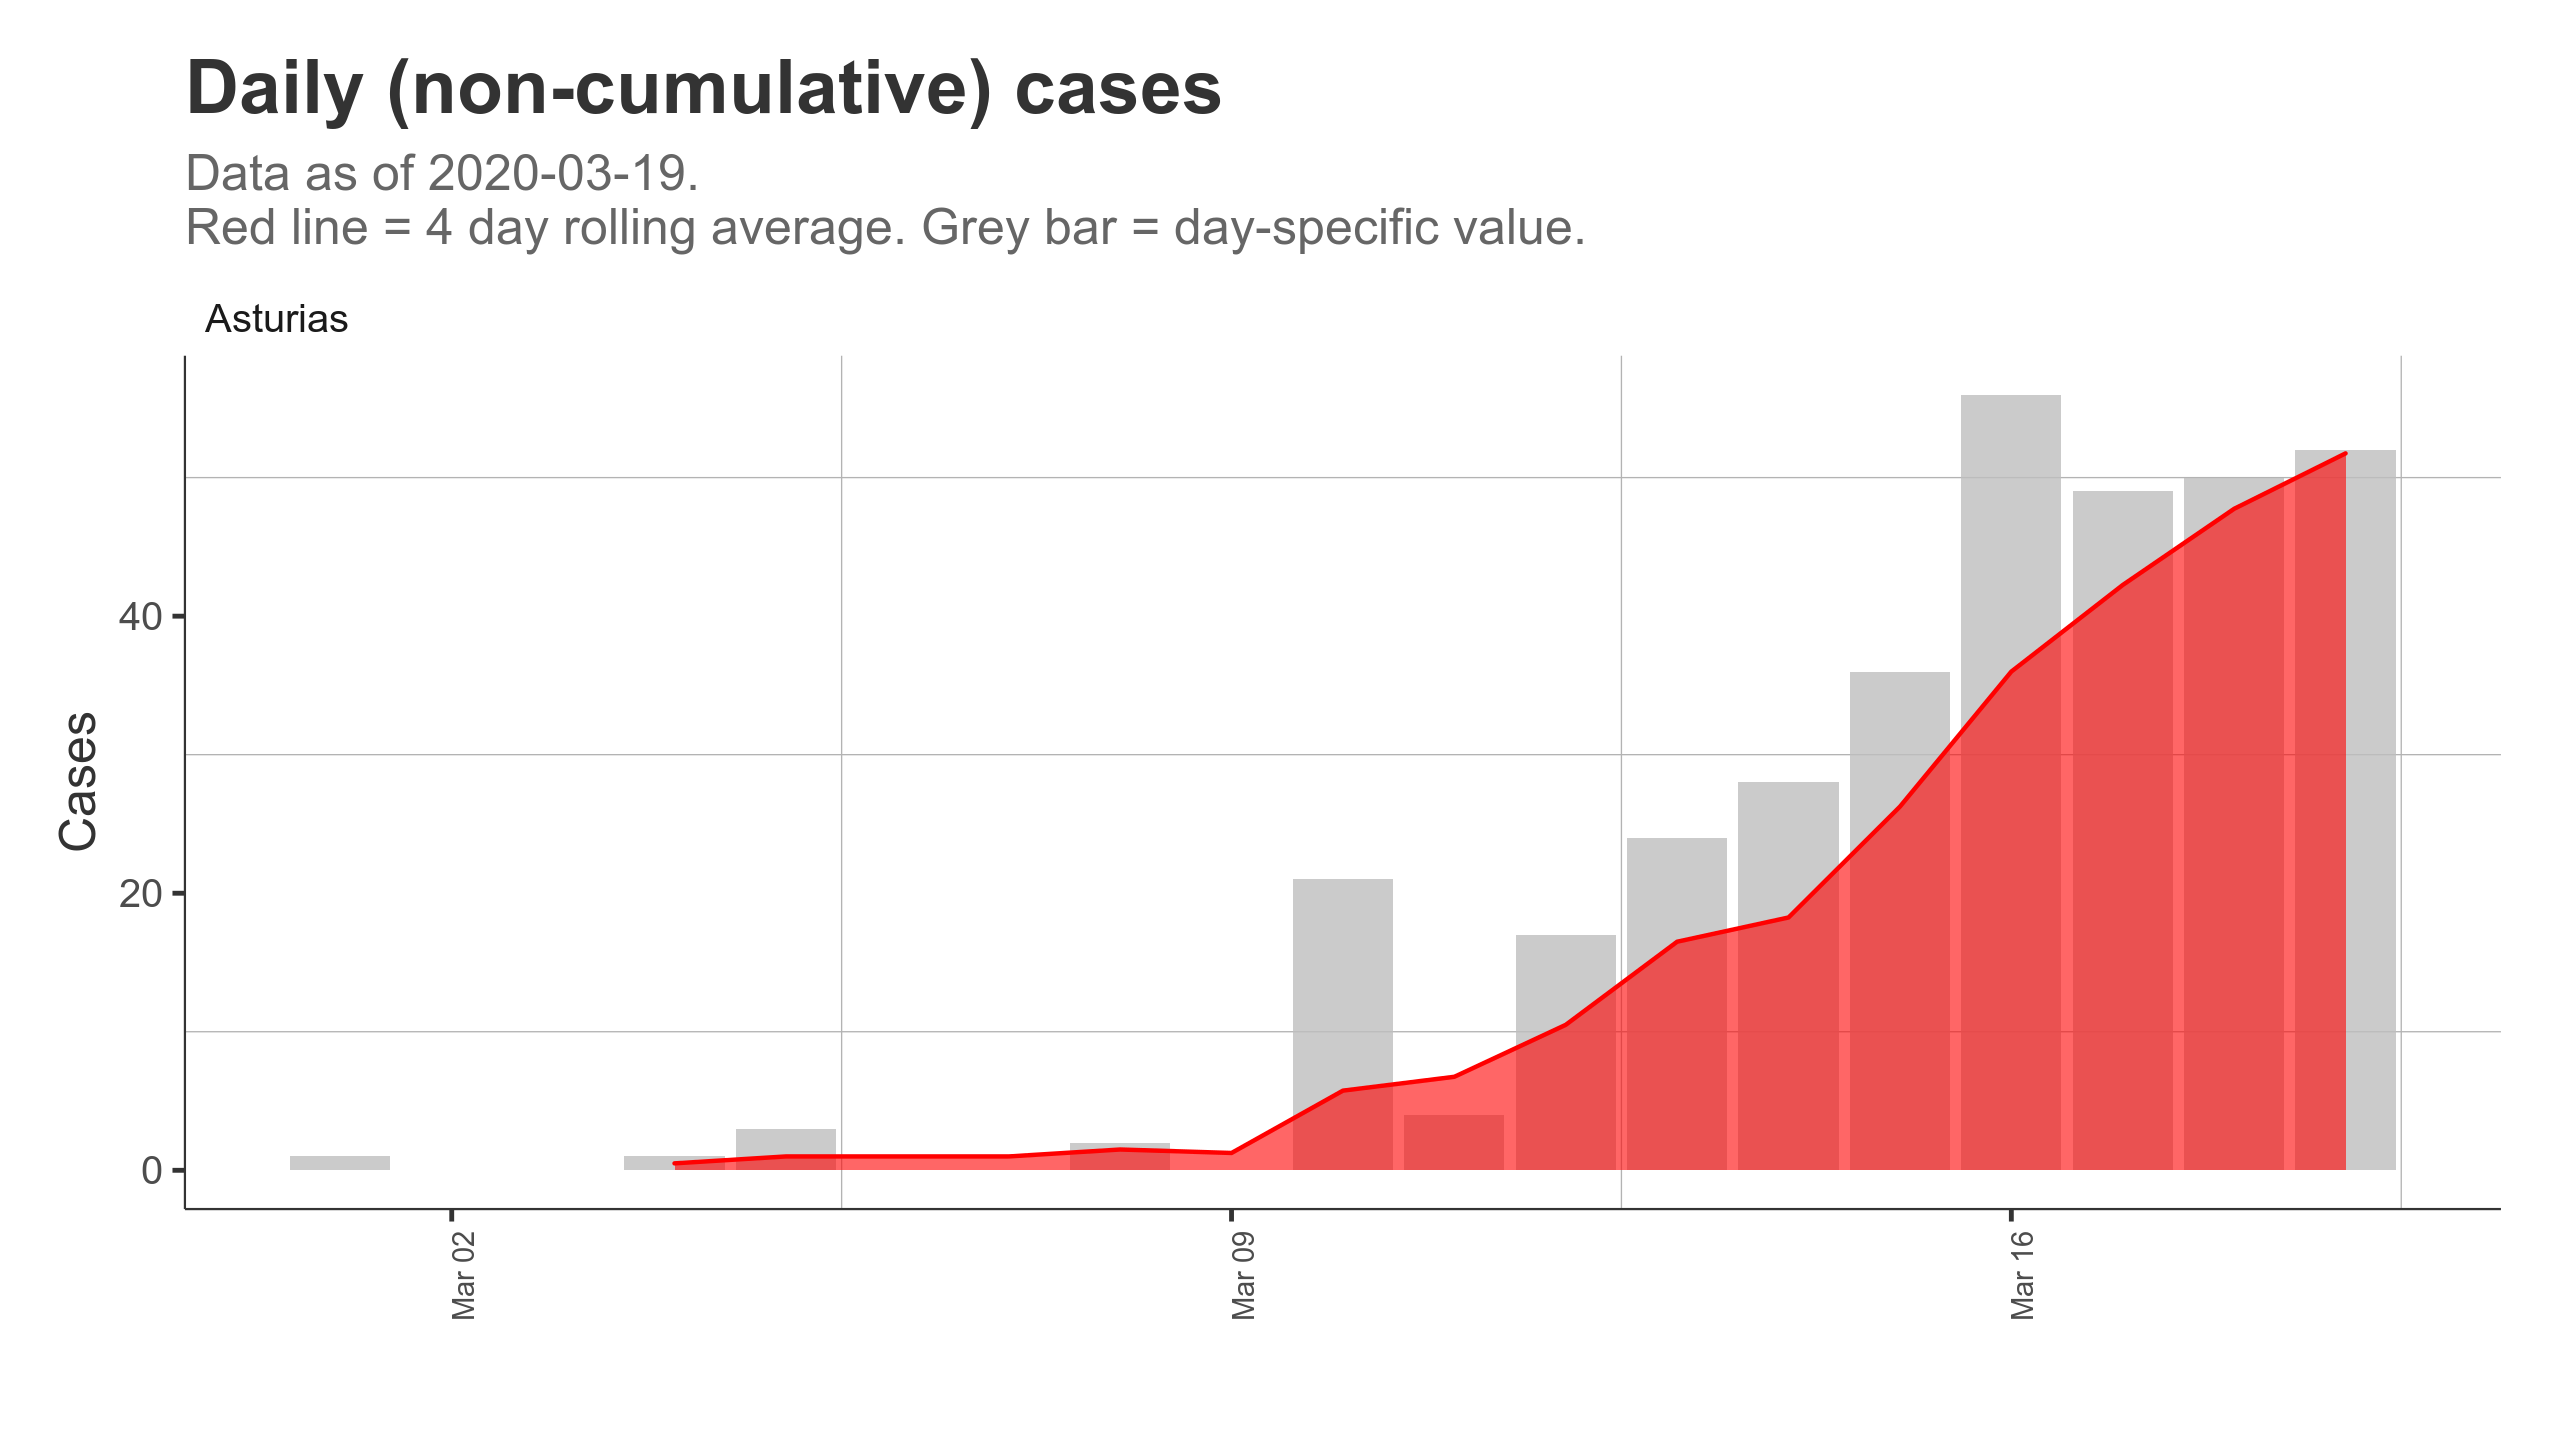 Daily (non-cumulative) cases
Data as of 2020-03-19.
Red line = 4 day rolling average. Grey bar = day-specific value.
Asturias
Cases
40
20
0
Mar 02
Mar 09
Mar 16